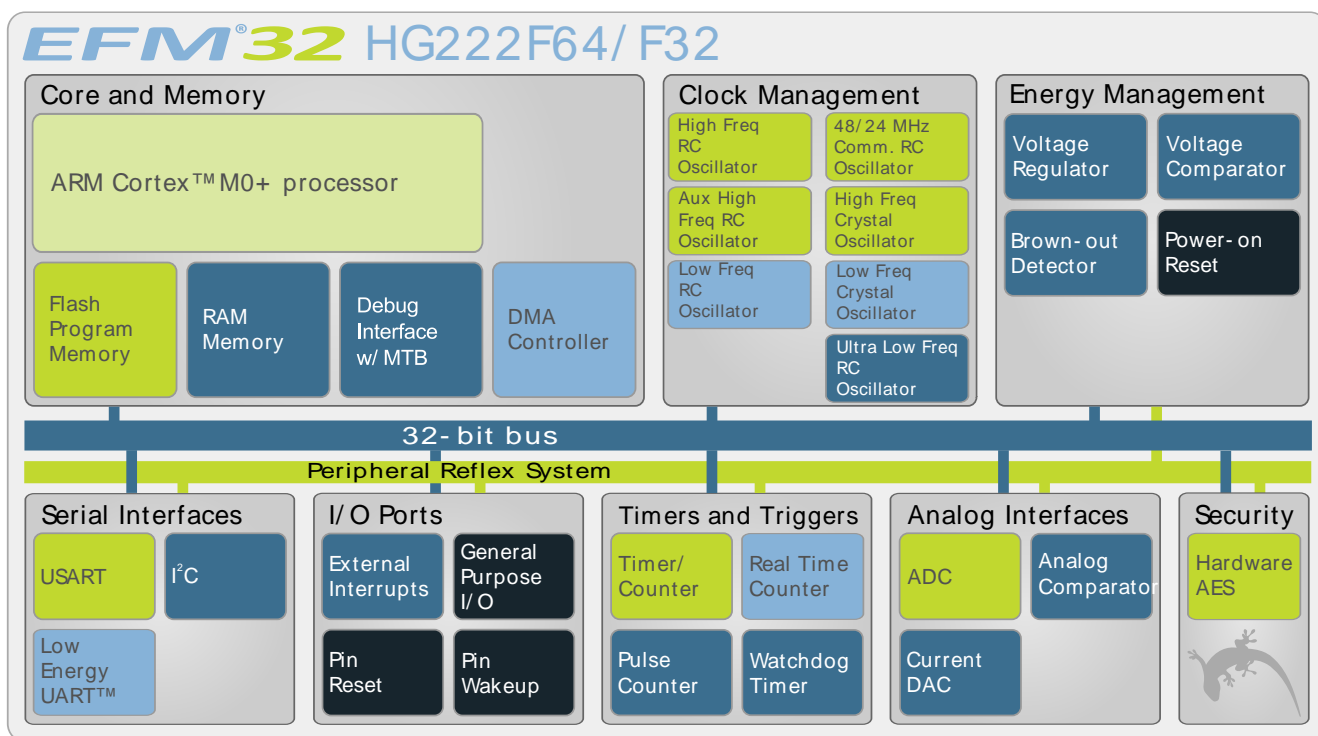 EFM®32 HG222F64/F32
Core and Memory
ARM Cortex™ M0+ processor
Flash
Program
Memory
RAM
Memory
Debug
Interface
w/ MTB
DMA
Controller
Clock Management
High Freq
RC
Oscillator
48/24 MHz
Comm. RC
Oscillator
Aux High
Freq RC
Oscillator
High Freq
Crystal
Oscillator
Low Freq
RC
Oscillator
Low Freq
Crystal
Oscillator
Ultra Low Freq
RC
Oscillator
Energy Management
Voltage
Regulator
Voltage
Comparator
Brown-out
Detector
Power-on
Reset
32-bit bus
Peripheral Reflex System
Serial Interfaces
USART
I²C
Low
Energy
UART™
I/O Ports
External
Interrupts
General
Purpose
I/O
Pin
Reset
Pin
Wakeup
Timers and Triggers
Timer/
Counter
Real Time
Counter
Pulse
Counter
Watchdog
Timer
Analog Interfaces
ADC
Analog
Comparator
Current
DAC
Security
Hardware
AES